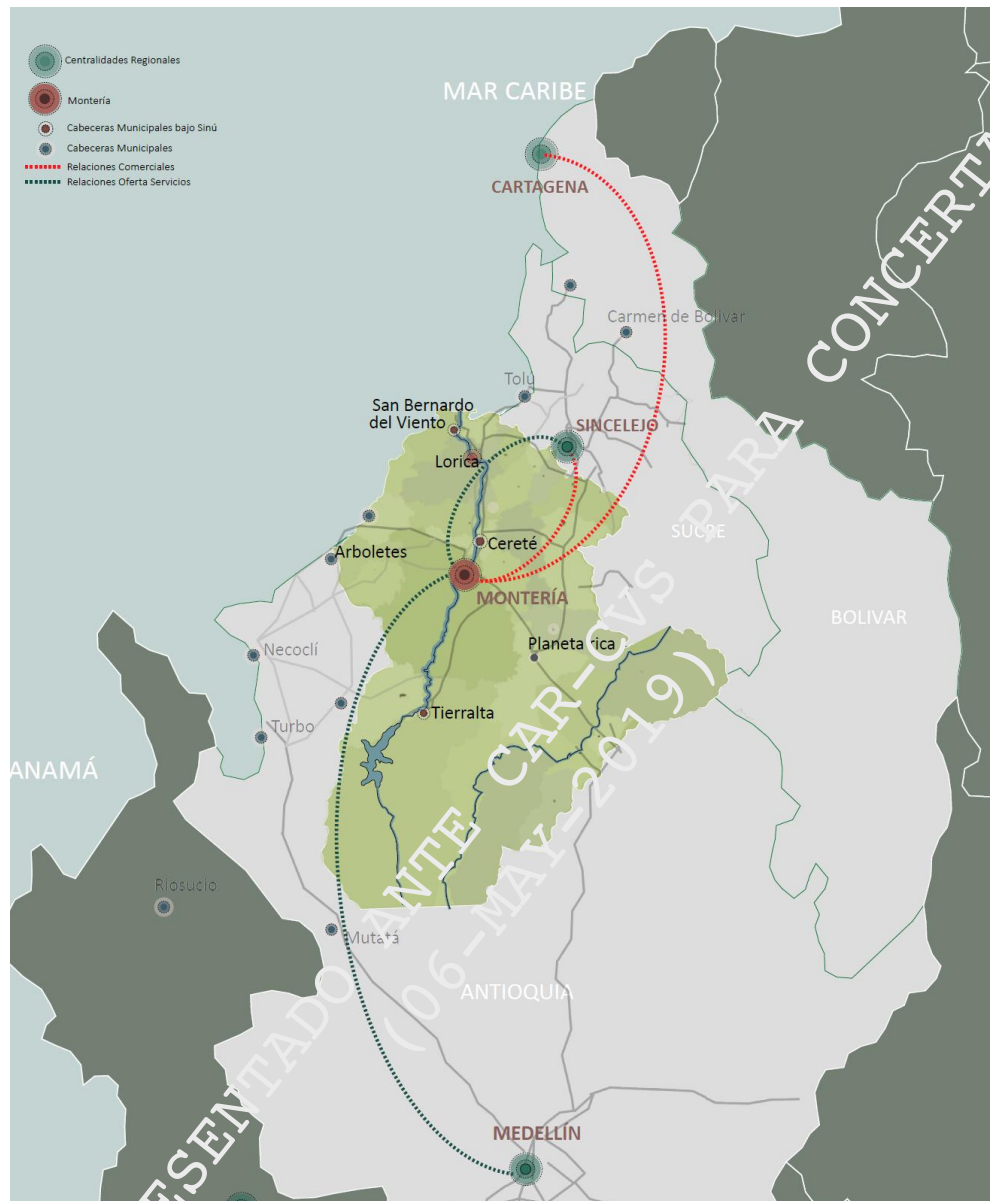 Centralidades Regionales
Montería
Cabeceras Municipales bajo Sinú
Cabeceras Municipales
Relaciones Comerciales
Relaciones Oferta Servicios
MAR CARIBE
CARTAGENA
Carmen de Bolivar
Tolú
San Bernardo
del Viento
SINCELEJO
Lorica
SUCRE
Cereté
Arboletes
MONTERÍA
BOLIVAR
Necoclí
Planeta rica
Tierralta
Turbo
ANAMÁ
Riosucio
Mutatá
ANTIOQUIA
MEDELLÍN
ESENTADO ANTE CAR-CVS PARA CONCERTA
(06-MAY-2019)